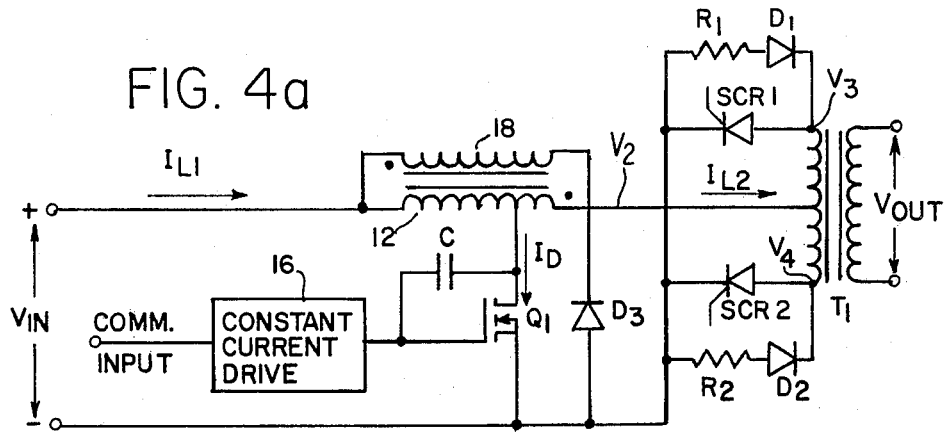 FIG. 4a
R1
D1
SCR1
V3
18
V2
IL1
IL2
VOUT
+
12
C
ID
V4
16
Q1
D3
SCR2
T1
VIN
COMM.
INPUT
CONSTANT
CURRENT
DRIVE
R2
D2
-